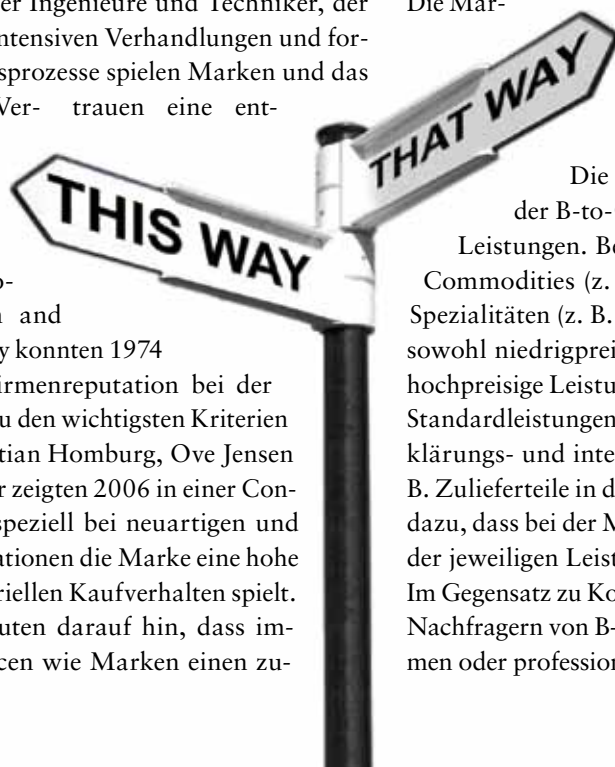 er Ingenieure und Techniker, der
ntensiven Verhandlungen und for-
sprozesse spielen Marken und das
Ver- trauen eine ent-
THIS WAY
THAT WAY
and
y konnten 1974
irmenreputation bei der
u den wichtigsten Kriterien
tian Homburg, Ove Jensen
r zeigten 2006 in einer Con-
speziell bei neuartigen und
ationen die Marke eine hohe
riellen Kaufverhalten spielt.
uten darauf hin, dass im-
cen wie Marken einen zu-
Die Mar-
Die
der B-to-
Leistungen. Be
Commodities (z.
Spezialitäten (z. B.
sowohl niedrigprei
hochpreisige Leistu
Standardleistungen
klärungs- und inte
B. Zulieferteile in d
dazu, dass bei der M
der jeweiligen Leist
Im Gegensatz zu Ko
Nachfragern von B-
men oder profession